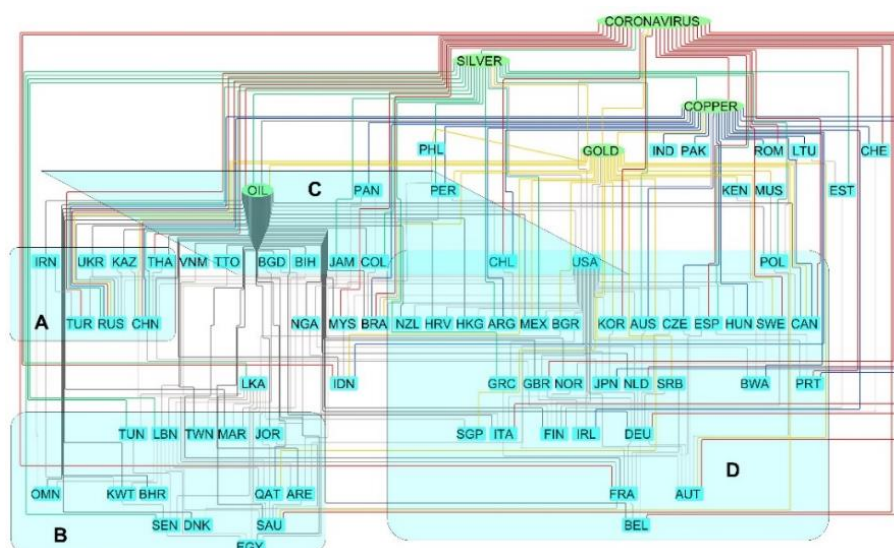 CORONAVIRUS
SILVER
COPPER
PHL GOLD IND PAK ROM LTU CHE
OIL C PAN PER KEN MUS EST
IRN UKR KAZ THA VNM TTO BGD BIH JAM COL CHL USA POL
A TUR RUS CHN NGA MYS BRA NZL HRV HKG ARG MEX BGR KOR AUS CZE ESP HUN SWE CAN
LKA IDN GRC GBR NOR JPN NLD SRB BWA PRT
TUN LBN TWN MAR JOR SGP ITA FIN IRL DEU
D
OMN KWT BHR QAT ARE FRA AUT
B SEN DNK SAU BEL
EGY